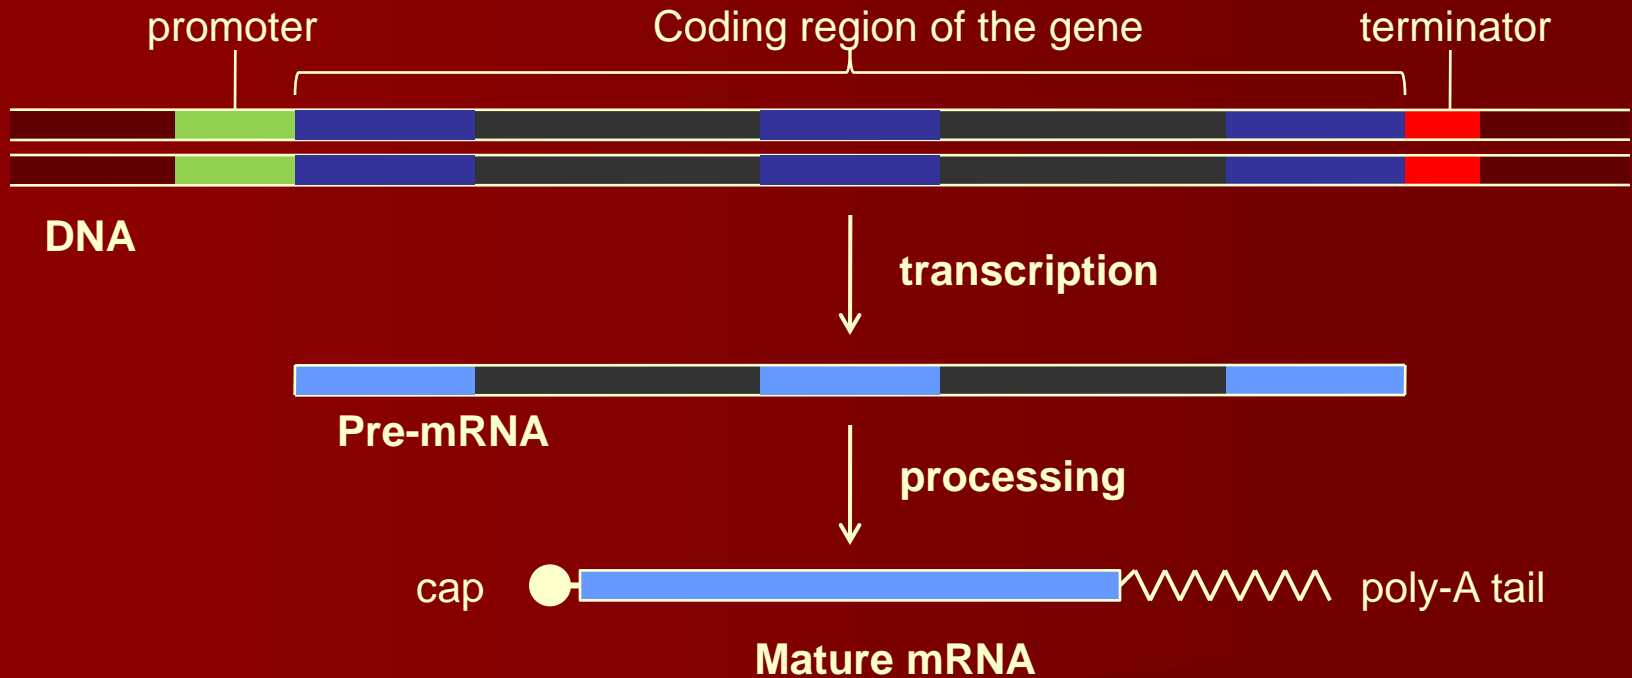 promoter
Coding region of the gene
terminator
DNA
transcription
Pre-mRNA
processing
cap
poly-A tail
Mature mRNA